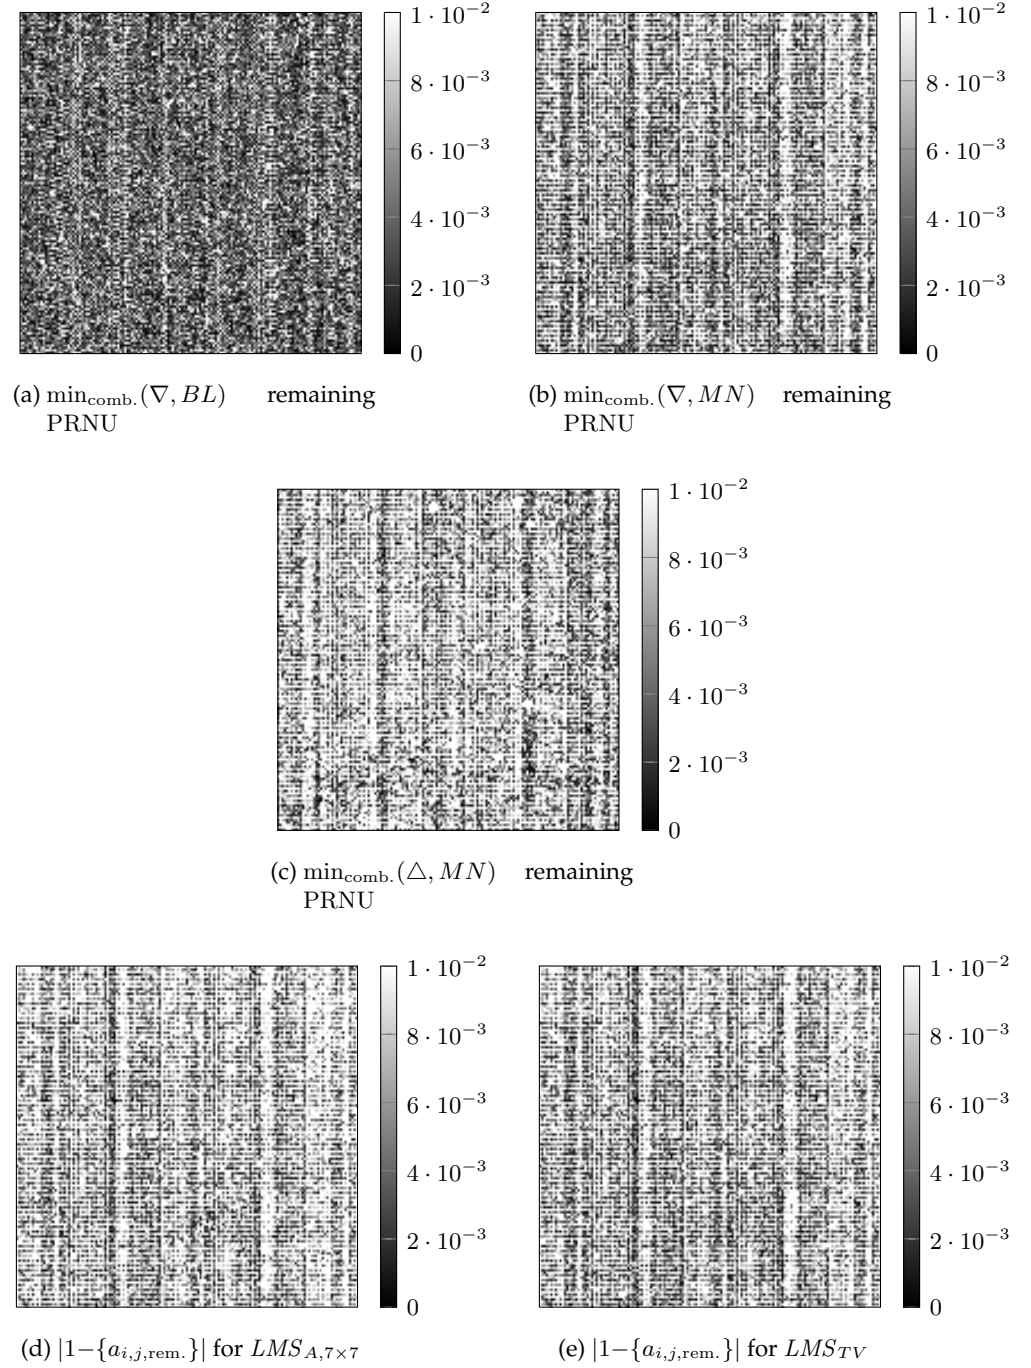 1 · 10⁻²
8 · 10⁻³
6 · 10⁻³
4 · 10⁻³
2 · 10⁻³
0
(a) min_comb.(∇, BL) remaining
PRNU
1 · 10⁻²
8 · 10⁻³
6 · 10⁻³
4 · 10⁻³
2 · 10⁻³
0
(b) min_comb.(∇, MN) remaining
PRNU
1 · 10⁻²
8 · 10⁻³
6 · 10⁻³
4 · 10⁻³
2 · 10⁻³
0
(c) min_comb.(△, MN) remaining
PRNU
1 · 10⁻²
8 · 10⁻³
6 · 10⁻³
4 · 10⁻³
2 · 10⁻³
0
(d) |1−{a_i,j,rem.}| for LMS_A,7×7
1 · 10⁻²
8 · 10⁻³
6 · 10⁻³
4 · 10⁻³
2 · 10⁻³
0
(e) |1−{a_i,j,rem.}| for LMS_TV